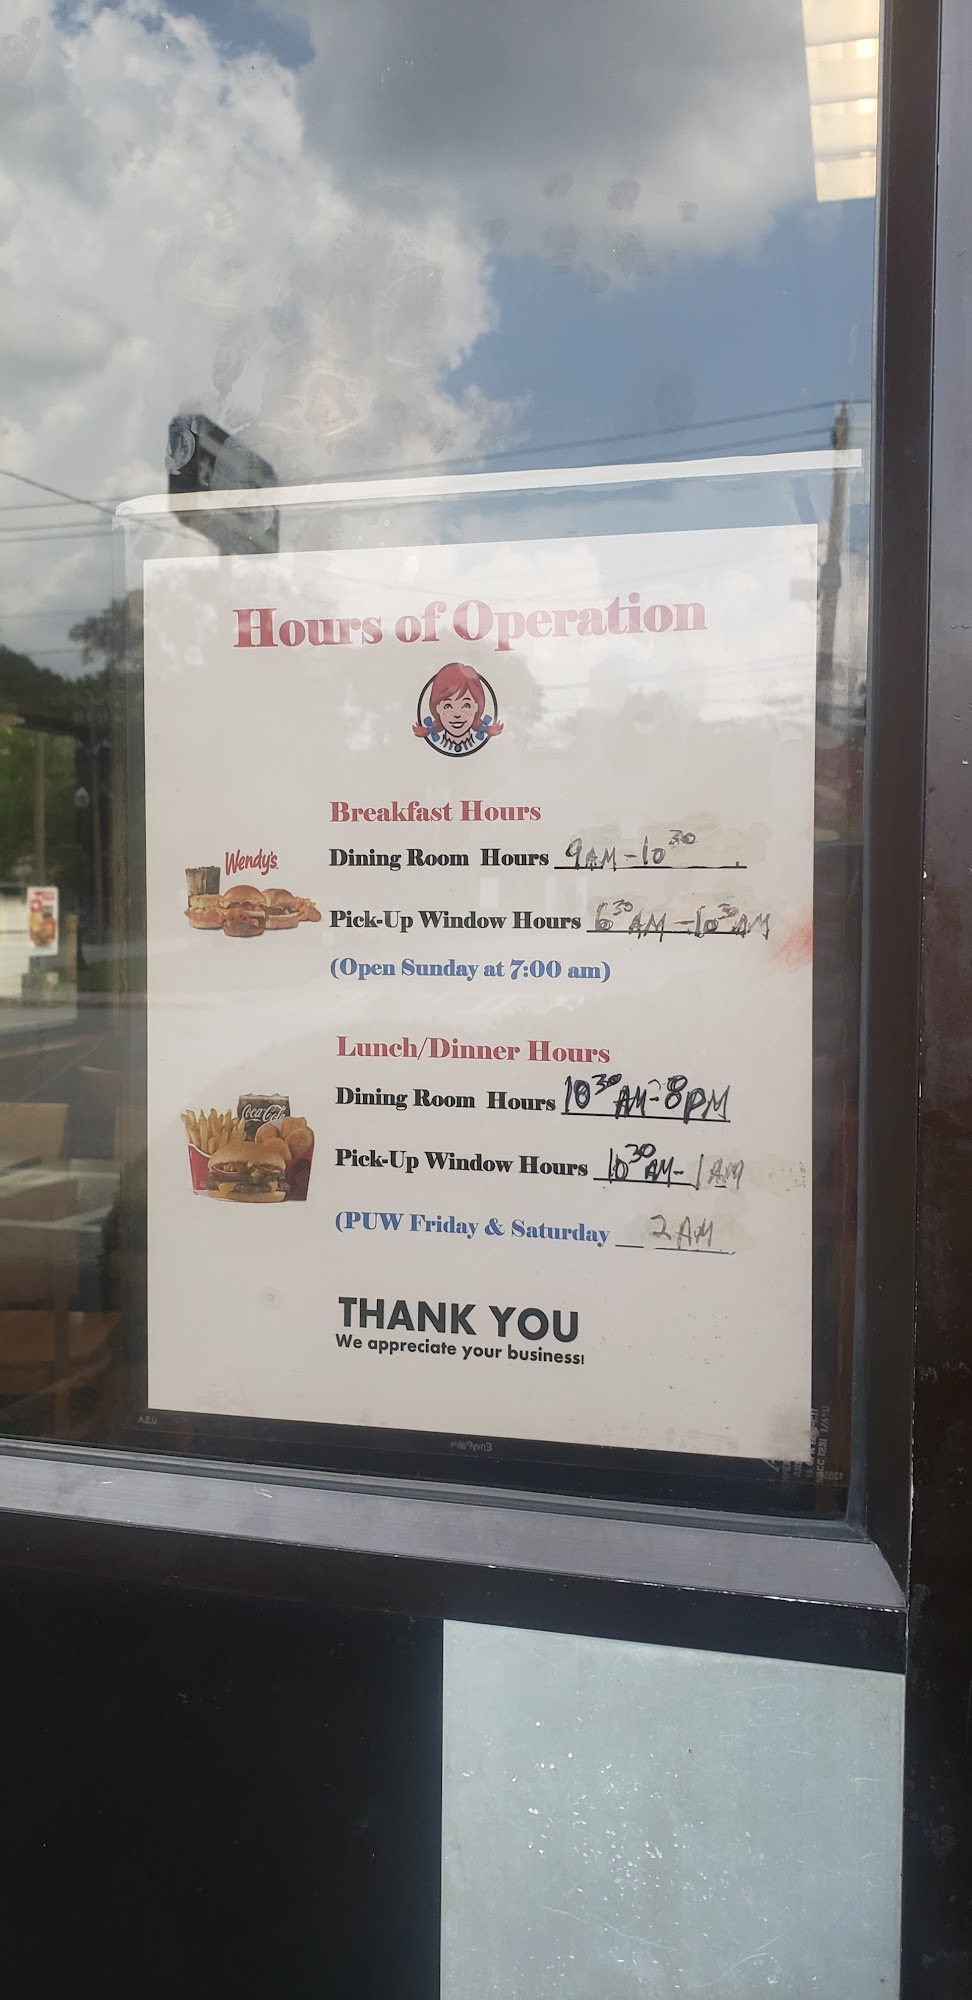 Hours of Operation
Breakfast Hours
Wendy's
Dining Room Hours 9AM-10³⁰
Pick-Up Window Hours 6³⁰AM-10³⁰AM
(Open Sunday at 7:00 am)
Lunch/Dinner Hours
Dining Room Hours 10³⁰AM-8PM
Coca-Cola
Pick-Up Window Hours 10³⁰AM-1AM
(PUW Friday & Saturday 2AM
THANK YOU
We appreciate your business!
U.S.A
EnvyPak